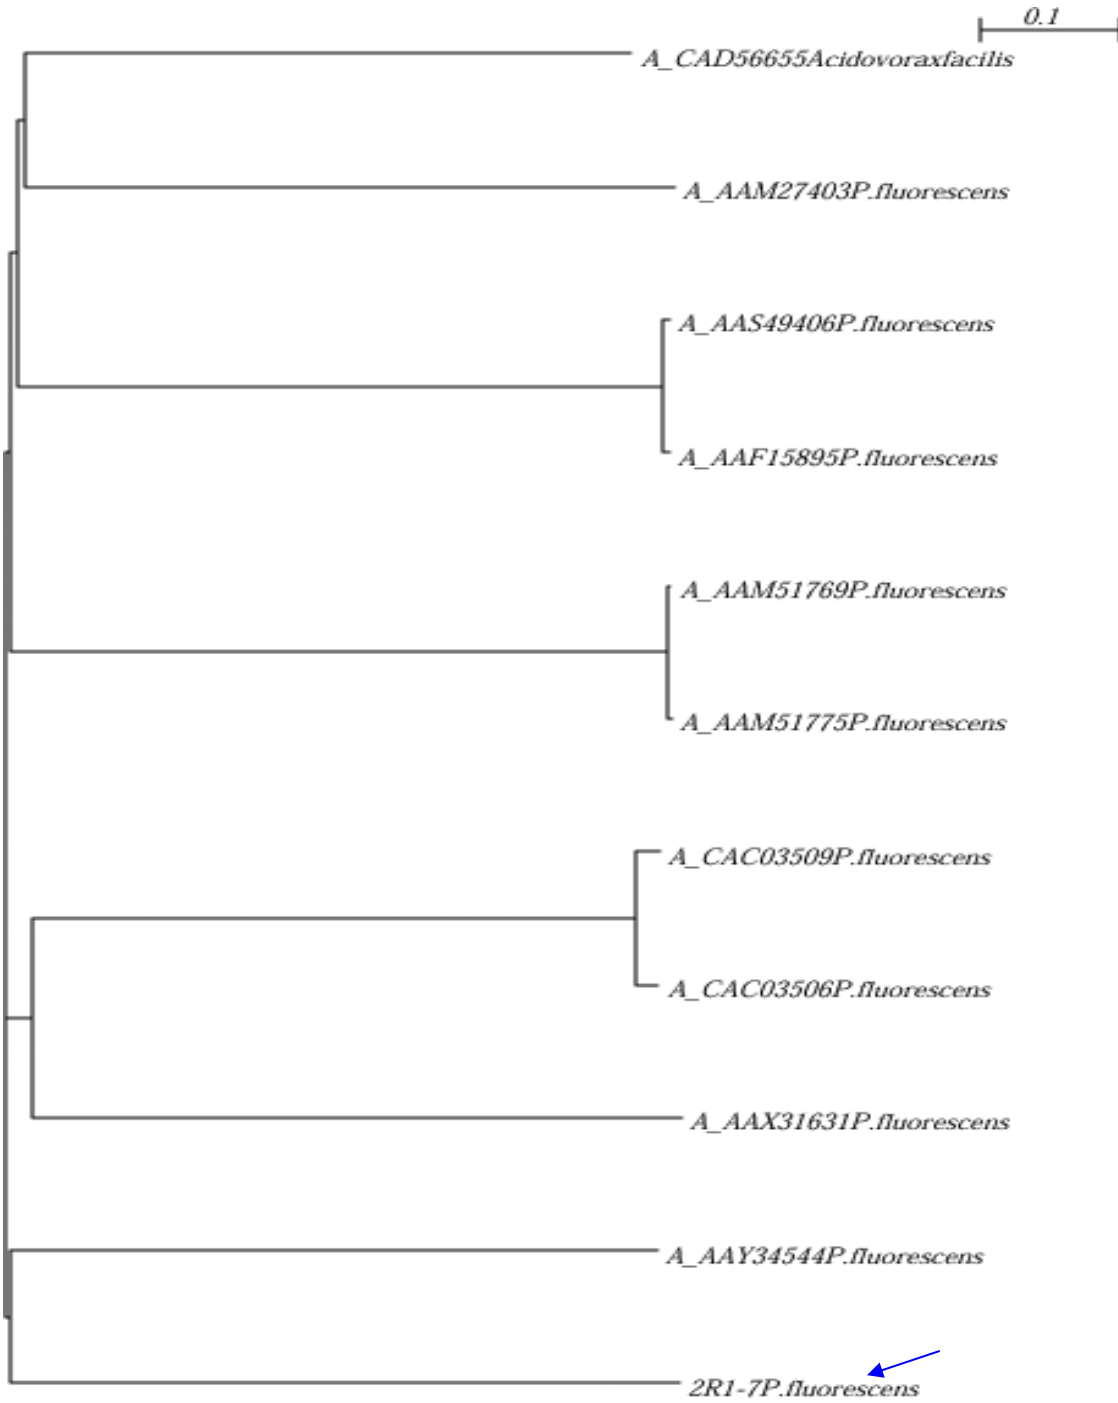 0.1
A_CAD56655Acidovoraxfacilis
A_AAM27403P.fluorescens
A_AAS49406P.fluorescens
A_AAF15895P.fluorescens
A_AAM51769P.fluorescens
A_AAM51775P.fluorescens
A_CAC03509P.fluorescens
A_CAC03506P.fluorescens
A_AAX31631P.fluorescens
A_AAY34544P.fluorescens
2R1-7P.fluorescens